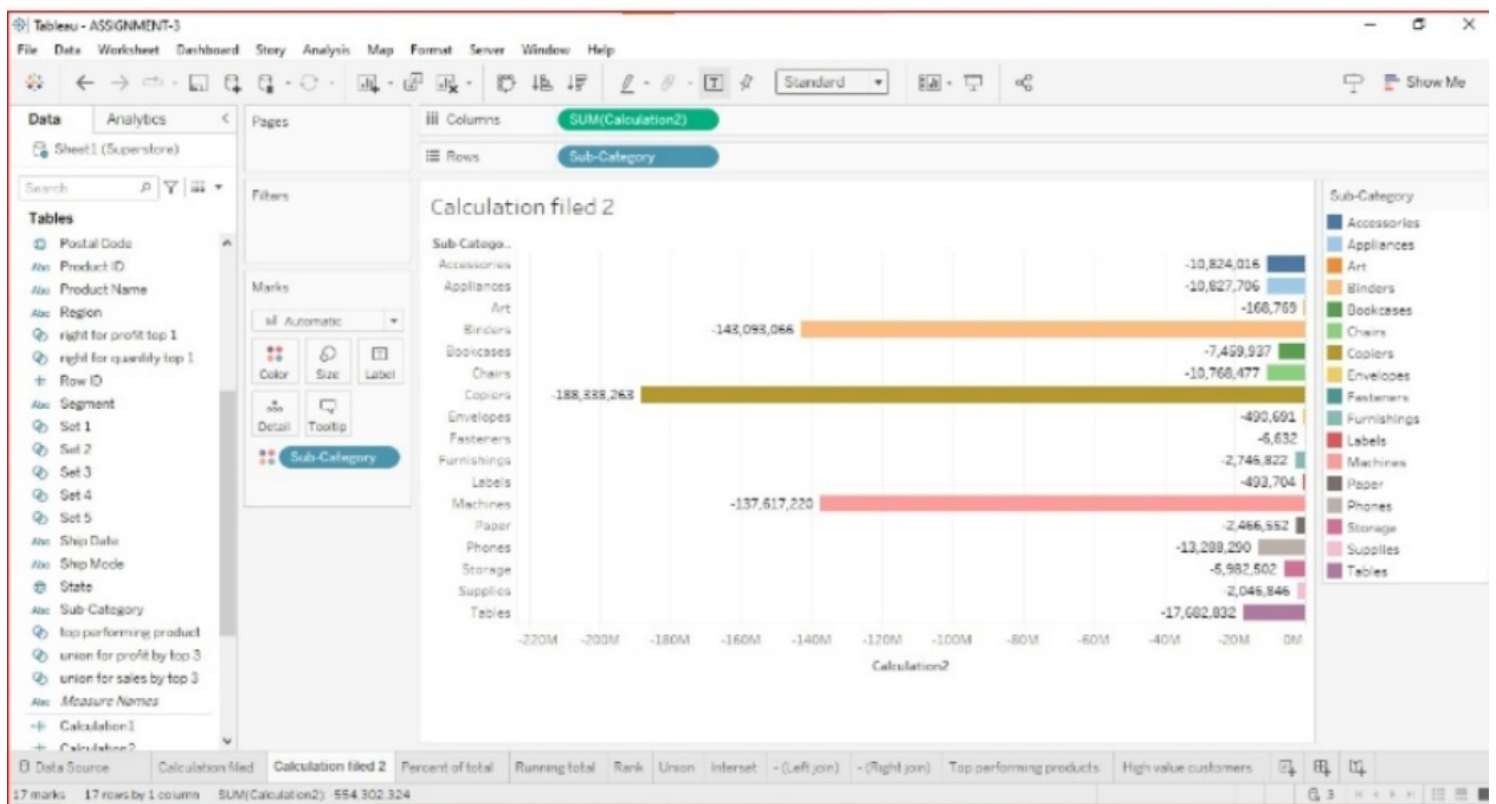 Tableau - ASSIGNMENT-3
File Data Worksheet Dashboard Story Analysis Map Format Server Window Help
Standard
Show Me
Data Analytics
Sheet1 (Superstore)
Search
Tables
Postal Code
Abc Product ID
Abc Product Name
Abc Region
right for profit top 1
right for quantity top 1
Row ID
Abc Segment
Set 1
Set 2
Set 3
Set 4
Set 5
Abc Ship Date
Abc Ship Mode
State
Abc Sub-Category
top performing product
union for profit by top 3
union for sales by top 3
Abc Measure Names
Calculation1
Calculation2
Pages
Filters
Marks
Automatic
Color Size Label
Detail Tooltip
Sub-Category
Columns SUM(Calculation2)
Rows Sub-Category
Calculation filed 2
Sub-Catego..
Accessories -10,824,016
Appliances -10,827,706
Art -168,769
Binders -143,093,066
Bookcases -7,459,937
Chairs -10,768,477
Copiers -188,338,263
Envelopes -490,691
Fasteners -6,632
Furnishings -2,746,822
Labels -493,704
Machines -137,617,220
Paper -2,466,552
Phones -13,288,290
Storage -5,982,502
Supplies -2,046,846
Tables -17,682,832
-220M -200M -180M -160M -140M -120M -100M -80M -60M -40M -20M 0M
Calculation2
Sub-Category
Accessories
Appliances
Art
Binders
Bookcases
Chairs
Copiers
Envelopes
Fasteners
Furnishings
Labels
Machines
Paper
Phones
Storage
Supplies
Tables
Data Source Calculation filed Calculation filed 2 Percent of total Running total Rank Union Interset - (Left join) - (Right join) Top performing products High value customers
17 marks 17 rows by 1 column SUM(Calculation2): -554,302,324 3